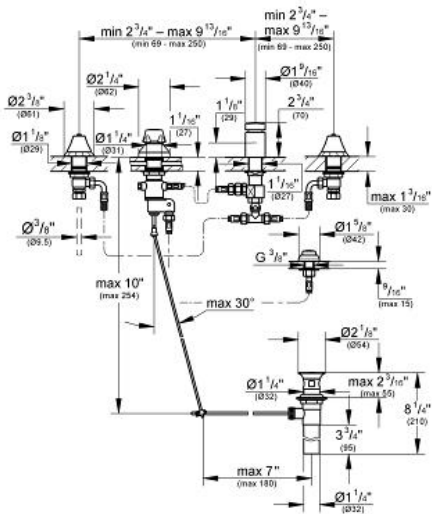 min 2 3/4" – max 9 13/16"
(min 69 - max 250)
min 2 3/4" – max 9 13/16"
(min 69 - max 250)
Ø2 1/4"
(Ø62)
Ø1 9/16"
(Ø40)
Ø2 3/8"
(Ø61)
1 1/8"
(29)
2 3/4"
(70)
Ø1 1/8"
(Ø29)
Ø1 1/4"
(Ø31)
1 1/16"
(27)
1 1/16"
(Ø27)
max 1 3/16"
(max 30)
Ø3/8"
(Ø9.5)
Ø1 5/8"
(Ø42)
G 3/8"
9/16"
(max 15)
max 10"
(max 254)
max 30°
Ø2 1/8"
(Ø54)
Ø1 1/4"
(Ø32)
max 2 3/16"
(max 55)
8 1/4"
(210)
3 3/4"
(95)
max 7"
(max 180)
Ø1 1/4"
(Ø32)